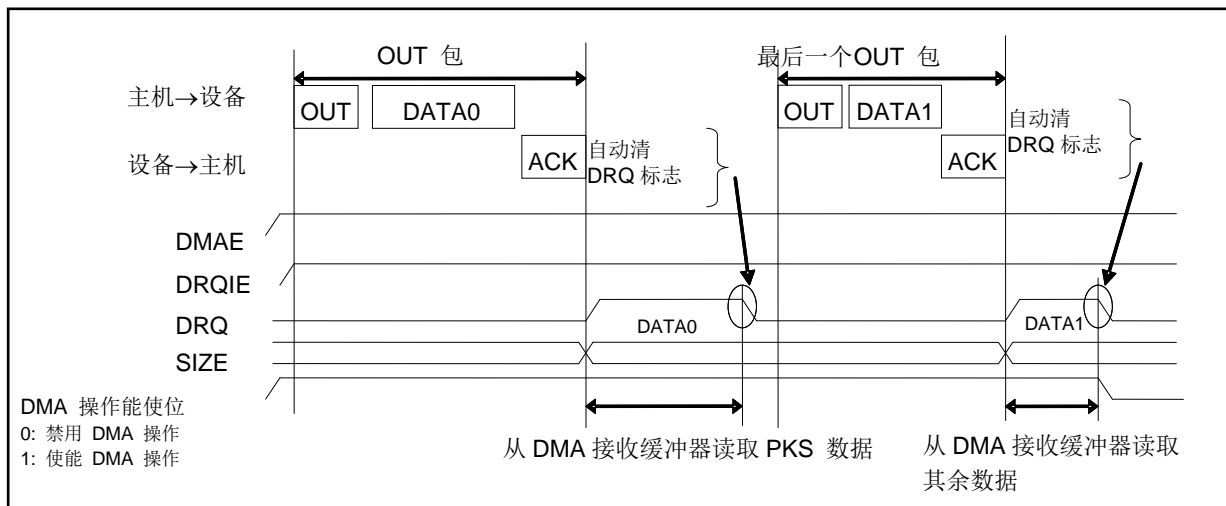 OUT 包
最后一个OUT 包
主机→设备
OUT
DATA0
OUT
DATA1
设备→主机
ACK
自动清
DRQ 标志
ACK
自动清
DRQ 标志
DMAE
DRQIE
DRQ
DATA0
DATA1
SIZE
DMA 操作能使位
0: 禁用 DMA 操作
1: 使能 DMA 操作
从 DMA 接收缓冲器读取 PKS 数据
从 DMA 接收缓冲器读取
其余数据